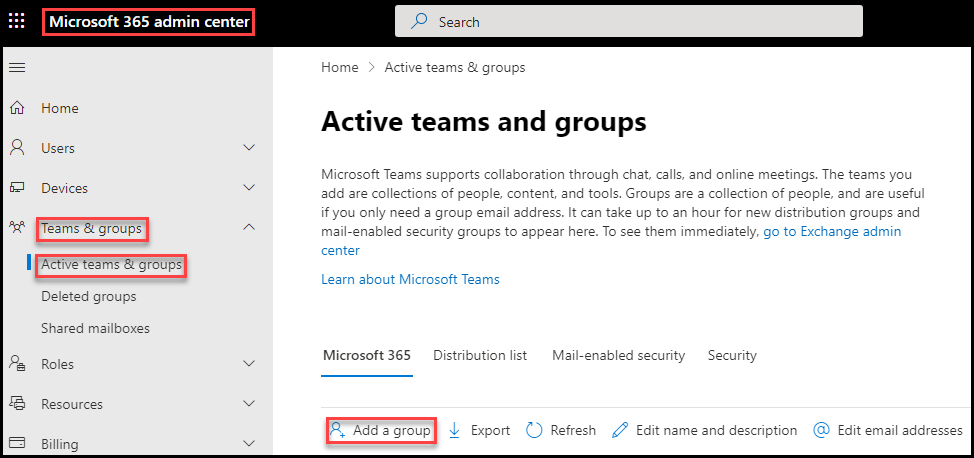 Microsoft 365 admin center
Search
Home
Users
Devices
Teams & groups
Active teams & groups
Deleted groups
Shared mailboxes
Roles
Resources
Billing
Home > Active teams & groups
Active teams and groups
Microsoft Teams supports collaboration through chat, calls, and online meetings. The teams you
add are collections of people, content, and tools. Groups are a collection of people, and are useful
if you only need a group email address. It can take up to an hour for new distribution groups and
mail-enabled security groups to appear here. To see them immediately, go to Exchange admin
center
Learn about Microsoft Teams
Microsoft 365 Distribution list Mail-enabled security Security
Add a group Export Refresh Edit name and description Edit email addresses